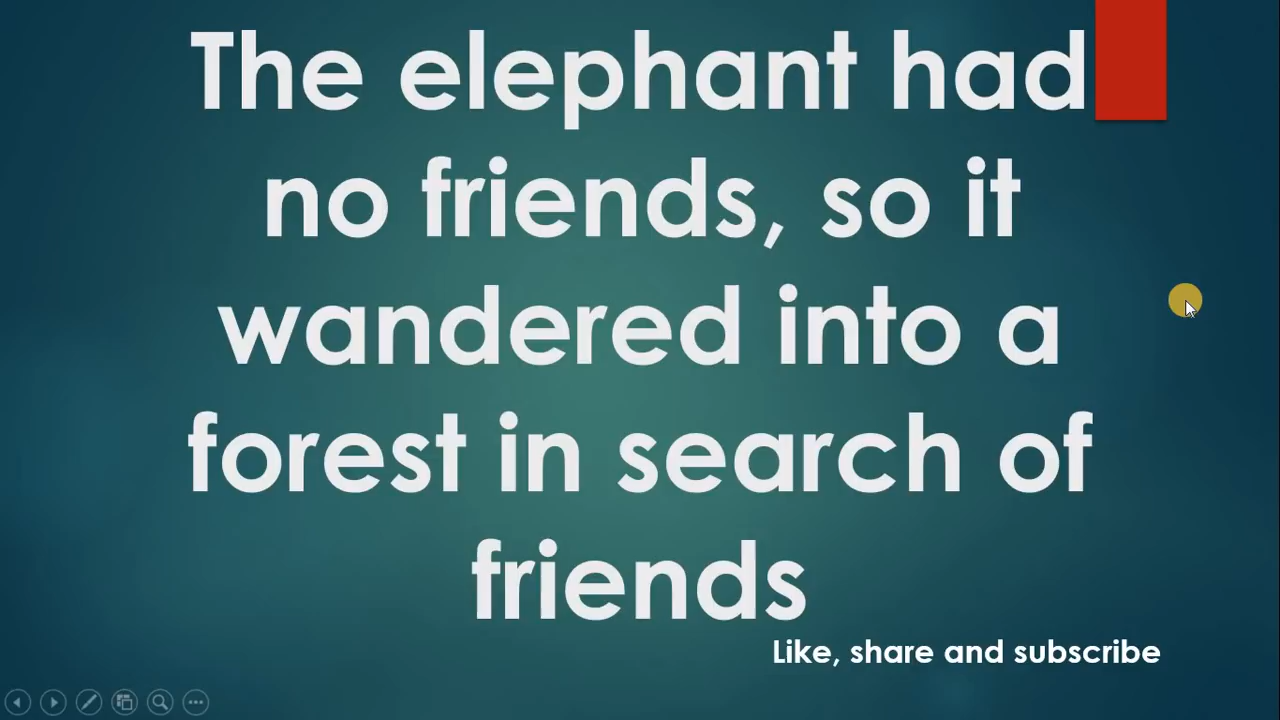 The elephant had
no friends, so it
wandered into a
forest in search of
friends
Like, share and subscribe